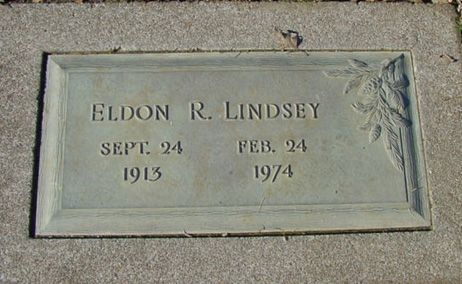 ELDON R. LINDSEY
SEPT. 24 FEB. 24
1913 1974